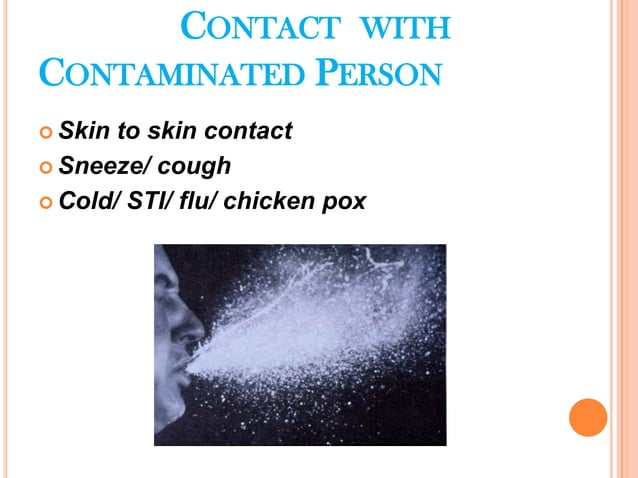 CONTACT WITH
CONTAMINATED PERSON
Skin to skin contact
Sneeze/ cough
Cold/ STI/ flu/ chicken pox